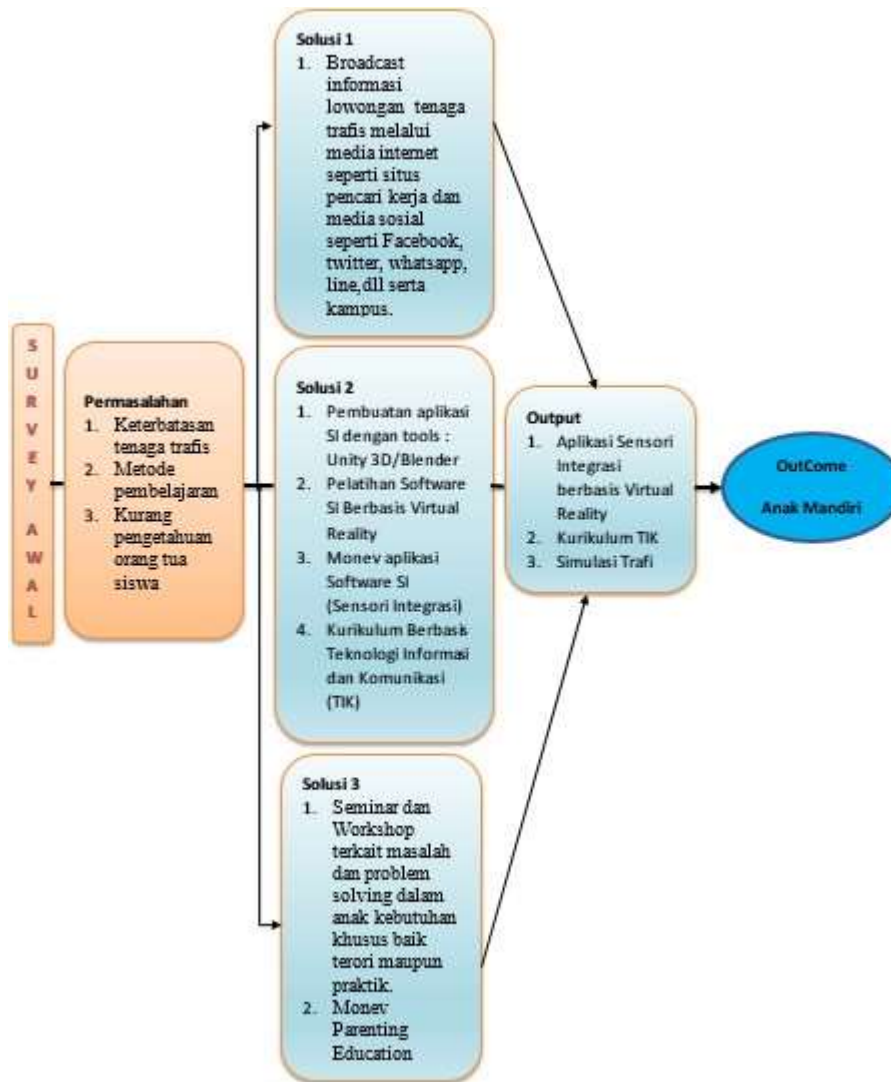 SURVEY AWAL
Permasalahan
1. Keterbatasan
tenaga trafis
2. Metode
pembelajaran
3. Kurang
pengetahuan
orang tua
siswa
Solusi 1
1. Broadcast
informasi
lowongan tenaga
trafis melalui
media internet
seperti situs
pencari kerja dan
media sosial
seperti Facebook,
twitter, whatsapp,
line,dll serta
kampus.
Solusi 2
1. Pembuatan aplikasi
SI dengan tools :
Unity 3D/Blender
2. Pelatihan Software
SI Berbasis Virtual
Reality
3. Monev aplikasi
Software SI
(Sensori Integrasi)
4. Kurikulum Berbasis
Teknologi Informasi
dan Komunikasi
(TIK)
Solusi 3
1. Seminar dan
Workshop
terkait masalah
dan problem
solving dalam
anak kebutuhan
khusus baik
terori maupun
praktik.
2. Monev
Parenting
Education
Output
1. Aplikasi Sensori
Integrasi
berbasis Virtual
Reality
2. Kurikulum TIK
3. Simulasi Trafi
OutCome
Anak Mandiri